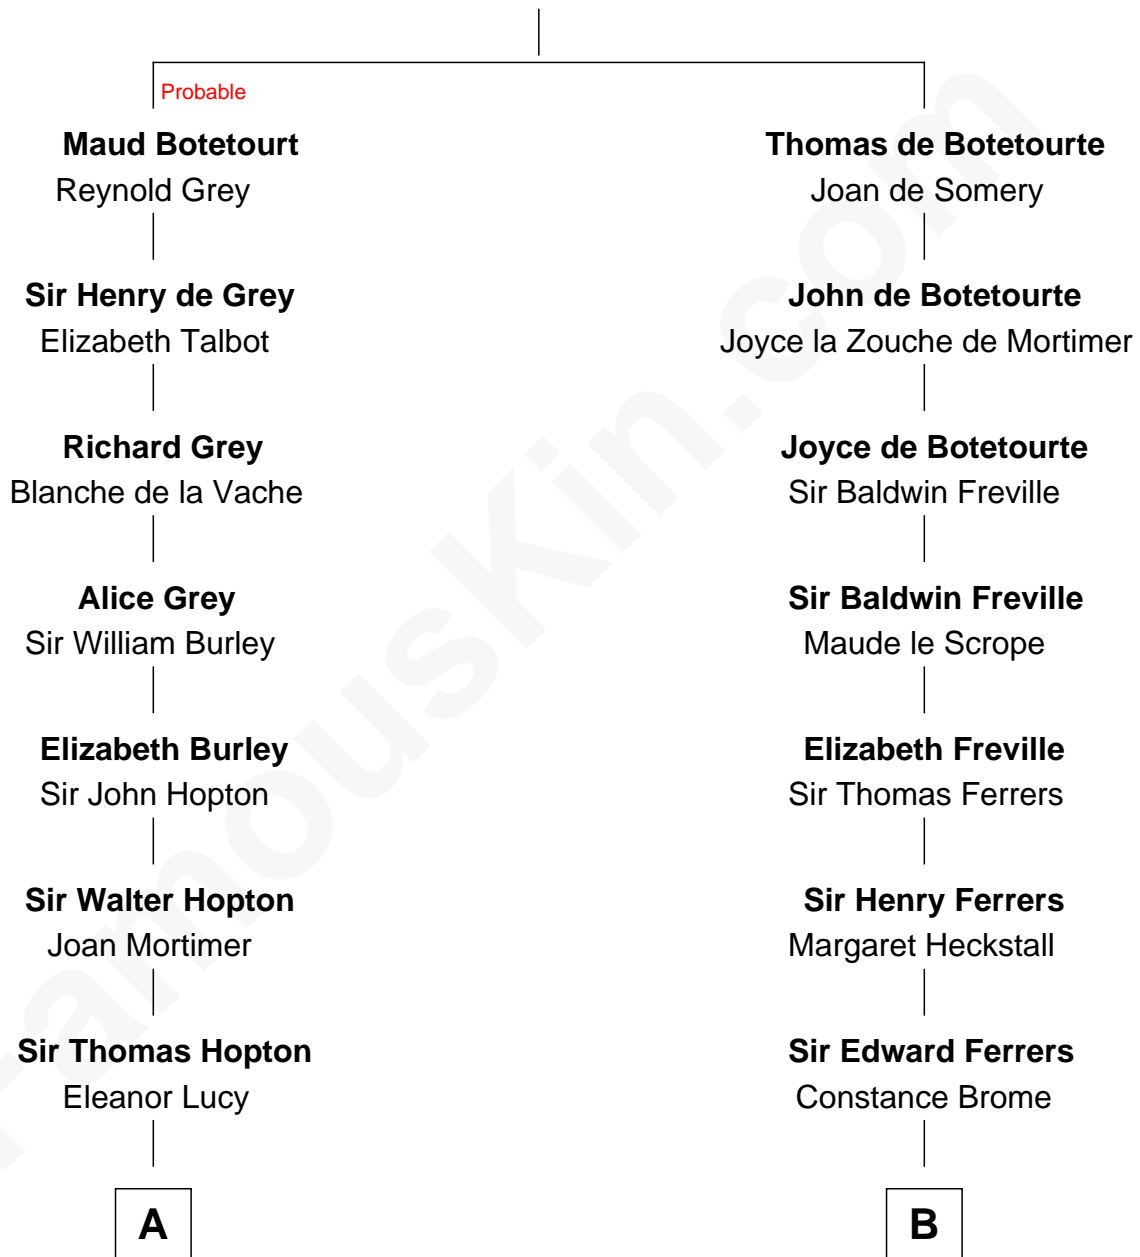 Probable
Maud Botetourt
Reynold Grey
Sir Henry de Grey
Elizabeth Talbot
Richard Grey
Blanche de la Vache
Alice Grey
Sir William Burley
Elizabeth Burley
Sir John Hopton
Sir Walter Hopton
Joan Mortimer
Sir Thomas Hopton
Eleanor Lucy
A
Thomas de Botetourte
Joan de Somery
John de Botetourte
Joyce la Zouche de Mortimer
Joyce de Botetourte
Sir Baldwin Freville
Sir Baldwin Freville
Maude le Scrope
Elizabeth Freville
Sir Thomas Ferrers
Sir Henry Ferrers
Margaret Heckstall
Sir Edward Ferrers
Constance Brome
B
FamousKin.com